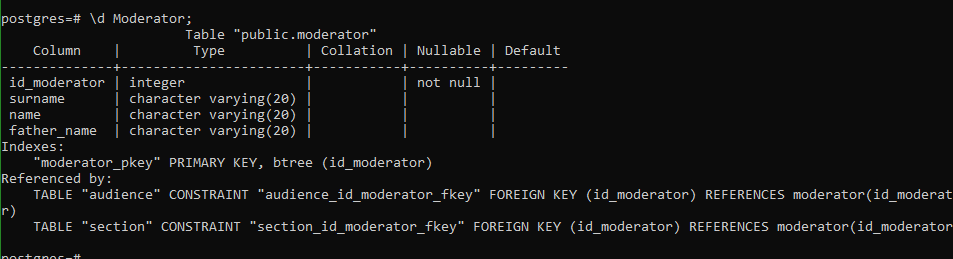 postgres=# \d Moderator;
                       Table "public.moderator"
    Column    |         Type          | Collation | Nullable | Default
--------------+-----------------------+-----------+----------+---------
 id_moderator | integer               |           | not null |
 surname      | character varying(20) |           |          |
 name         | character varying(20) |           |          |
 father_name  | character varying(20) |           |          |
Indexes:
    "moderator_pkey" PRIMARY KEY, btree (id_moderator)
Referenced by:
    TABLE "audience" CONSTRAINT "audience_id_moderator_fkey" FOREIGN KEY (id_moderator) REFERENCES moderator(id_moderat
r)
    TABLE "section" CONSTRAINT "section_id_moderator_fkey" FOREIGN KEY (id_moderator) REFERENCES moderator(id_moderator
postgres=#